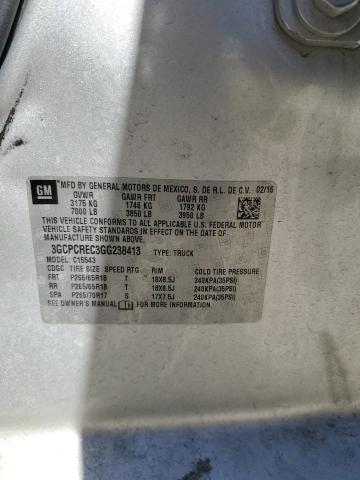 GM MFD BY GENERAL MOTORS DE MEXICO, S. DE R.L. DE C.V. 02/16
GVWR GAWR FRT GAWR RR
3175 KG 1746 KG 1792 KG
7000 LB 3850 LB 3950 LB
THIS VEHICLE CONFORMS TO ALL APPLICABLE U.S. FEDERAL MOTOR
VEHICLE SAFETY AND THEFT PREVENTION STANDARDS IN EFFECT ON THE DATE
OF MANUFACTURE SHOWN ABOVE.
3GCPCREC3GG238413 TYPE: TRUCK
MODEL: C15543
CDGC TIRE SIZE SPEED RTG RIM COLD TIRE PRESSURE
FRT P265/65R18 T 18X8.5J 240KPA(35PSI)
RR P265/65R18 T 18X8.5J 240KPA(35PSI)
SPA P265/70R17 S 17X7.5J 240KPA(35PSI)
SEE OWNER'S MANUAL FOR MORE INFORMATION.